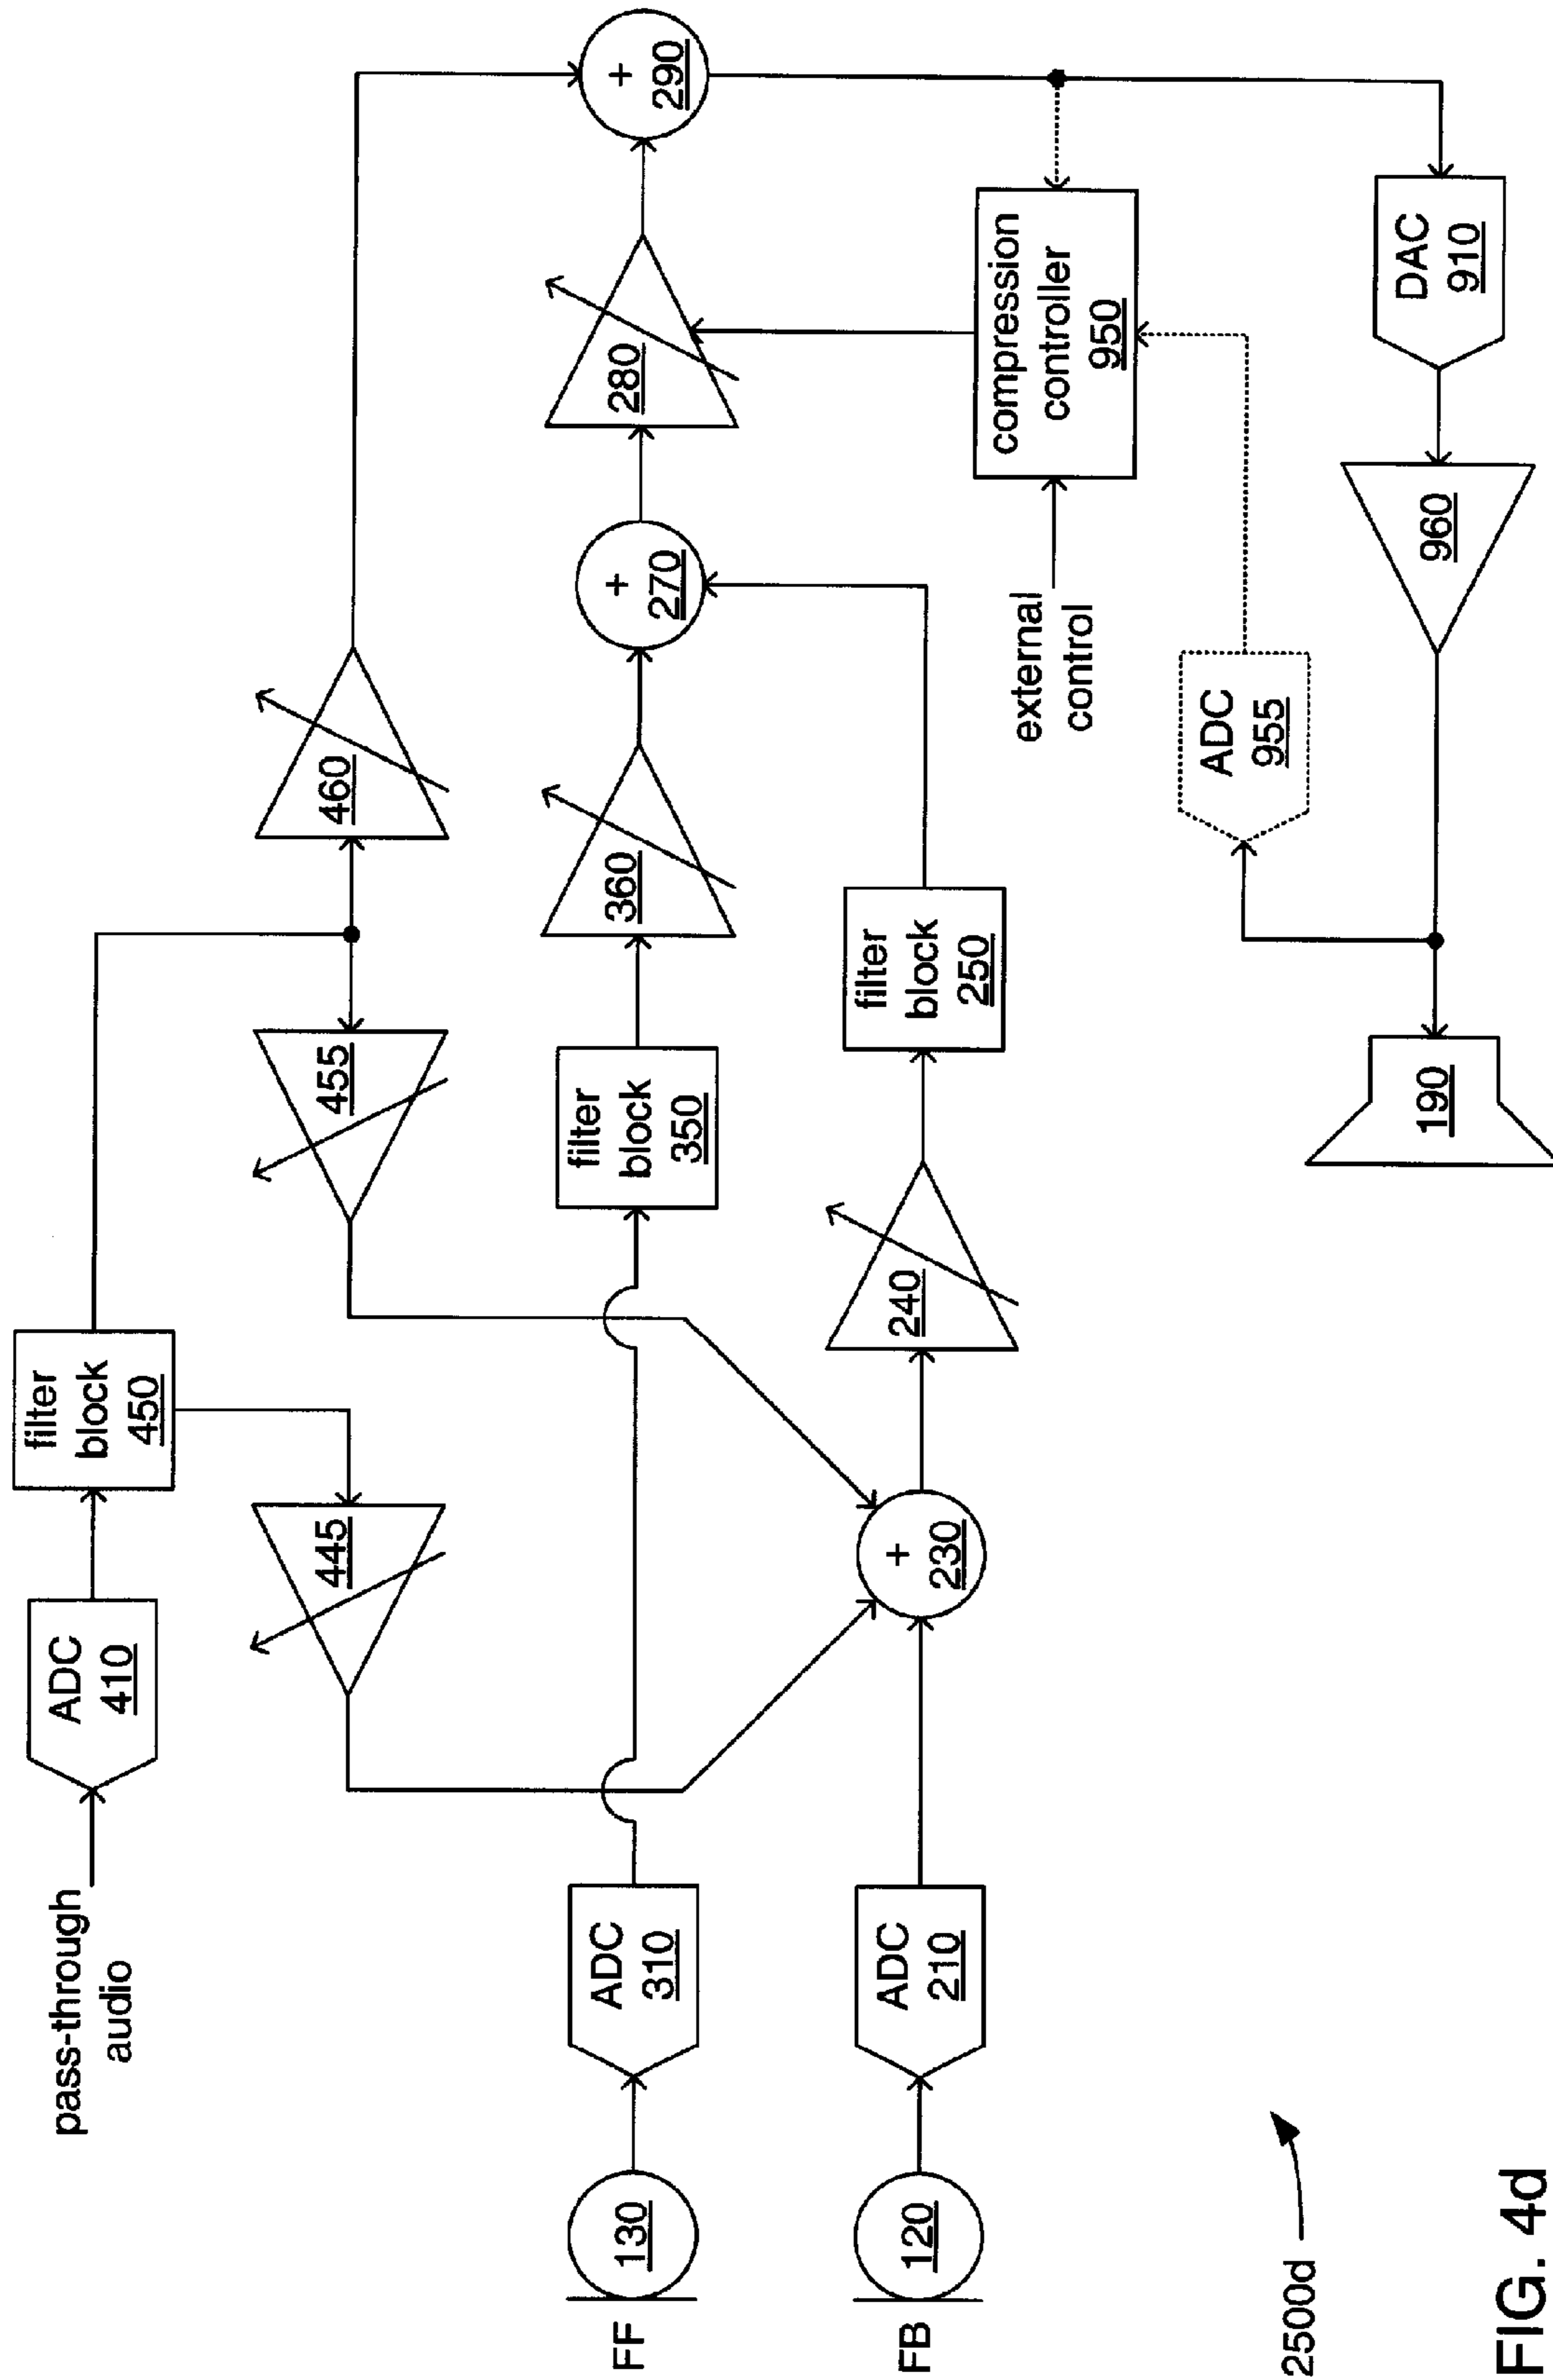 pass-through
audio
ADC
410
filter
block
450
445
455
460
FF
130
ADC
310
filter
block
350
360
+
270
280
+
290
FB
120
ADC
210
+
230
240
filter
block
250
external
control
compression
controller
950
ADC
955
DAC
910
960
190
2500d
FIG. 4d